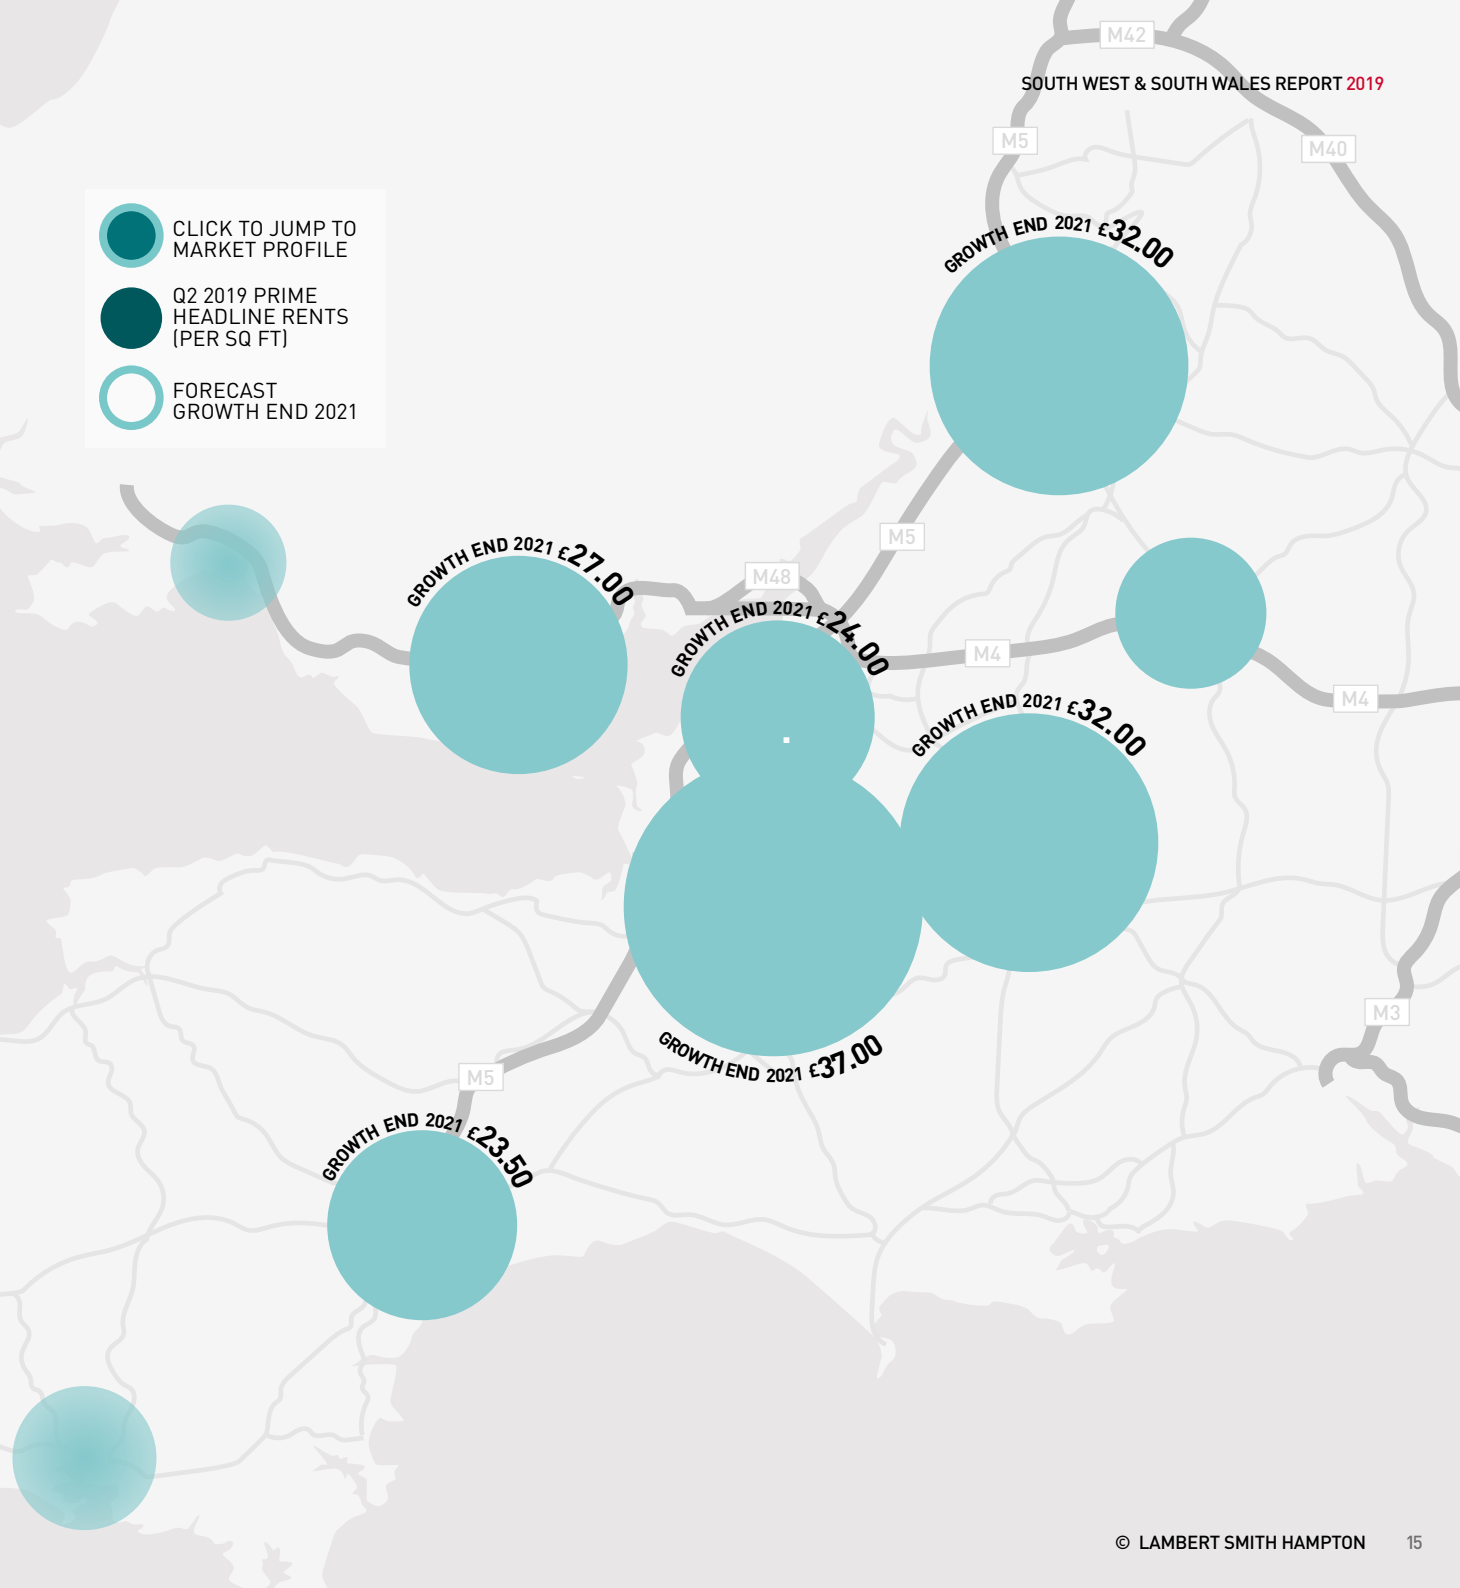 M42
SOUTH WEST & SOUTH WALES REPORT 2019
M5
M40
CLICK TO JUMP TO
MARKET PROFILE
Q2 2019 PRIME
HEADLINE RENTS
(PER SQ FT)
FORECAST
GROWTH END 2021
GROWTH END 2021 £32.00
M5
GROWTH END 2021 £27.00
M48
GROWTH END 2021 £24.00
M4
M4
GROWTH END 2021 £32.00
M3
GROWTH END 2021 £37.00
M5
GROWTH END 2021 £23.50
© LAMBERT SMITH HAMPTON 15